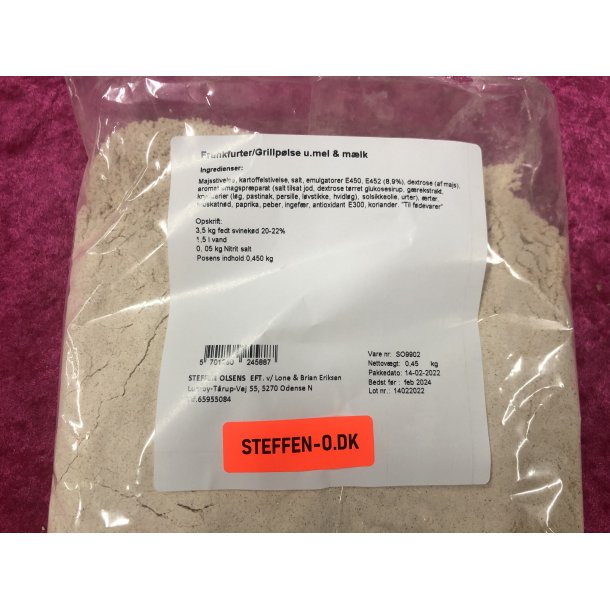 Frankfurter/Grillpølse u.mel & mælk
Ingredienser:
Majsstivelse, kartoffelstivelse, salt, emulgatorer E450, E452 (8,9%), dextrose (af majs),
aromer smagspræparat (salt tilsat jod, dextrose tørret glukosesirup, gærekstrakt,
krydderier (løg, pastinak, persille, løvstikke, hvidløg), solsikkeolie, urter), ærter,
muskatnød, paprika, peber, ingefær, antioxidant E300, koriander. "Til fødevarer"
Opskrift:
3,5 kg fedt svinekød 20-22%
1,5 l vand
0, 05 kg Nitrit salt
Posens indhold 0,450 kg
245887
STEFFEN OLSENS EFT. v/ Lone & Brian Eriksen
-Tårup-Vej 55, 5270 Odense N
65955084
Vare nr: SO9902
Nettovægt: 0,45 kg
Pakkedato: 14-02-2022
Bedst før : feb 2024
Lot nr.: 14022022
STEFFEN-O.DK